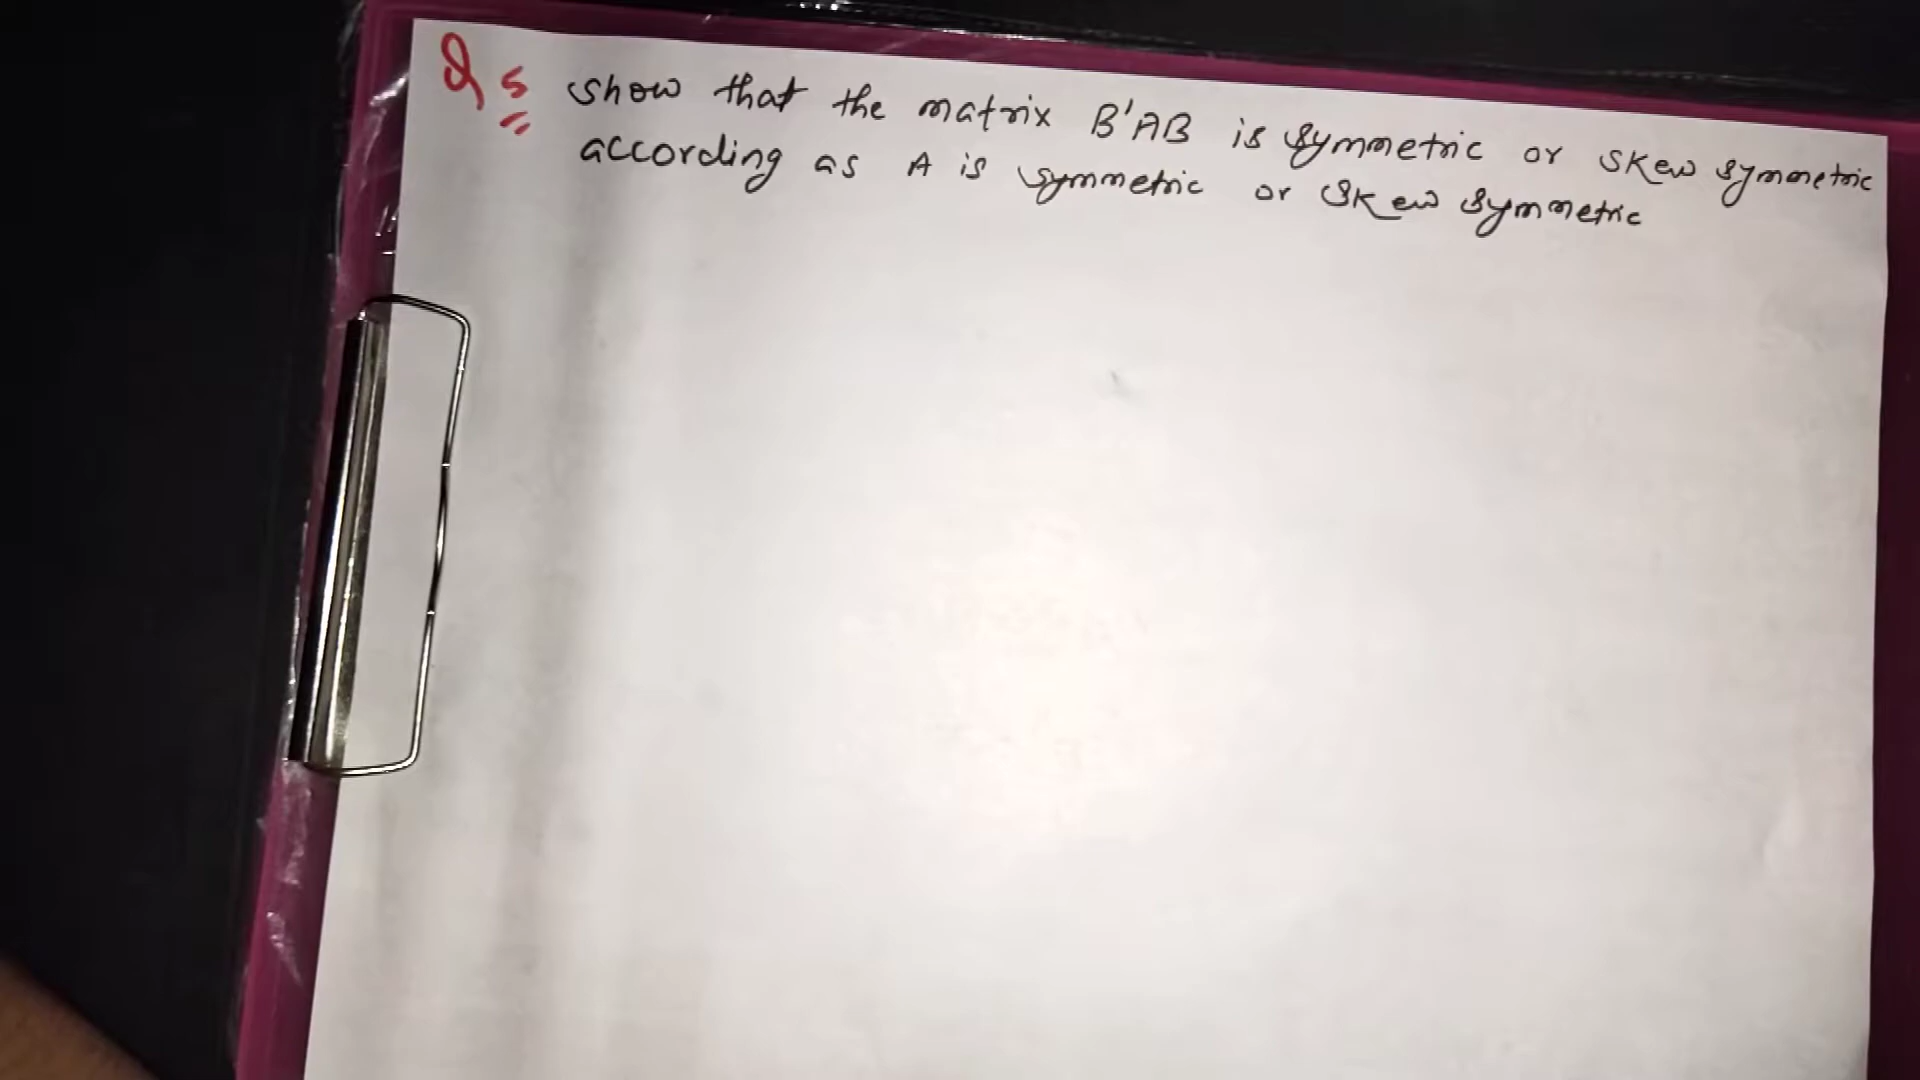 Q5 show that the matrix B'AB is symmetric or skew symmetric
according as A is symmetric or skew symmetric